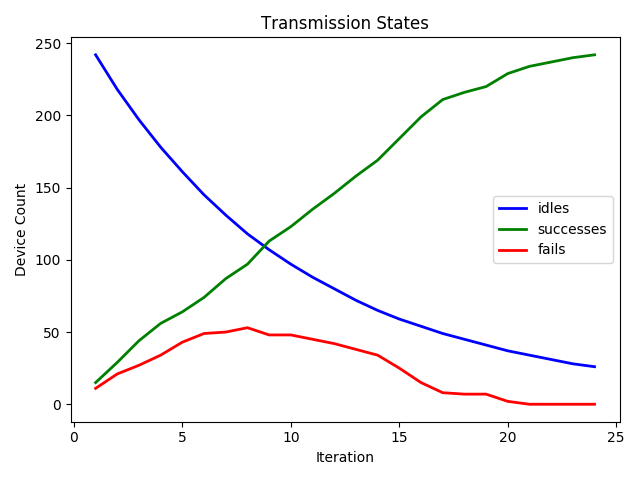 Transmission States
250
200
150
100
50
0
Device Count
idles
successes
fails
0 5 10 15 20 25
Iteration